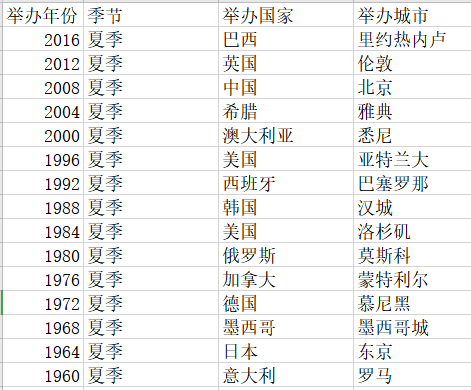 举办年份 季节 举办国家 举办城市
2016 夏季 巴西 里约热内卢
2012 夏季 英国 伦敦
2008 夏季 中国 北京
2004 夏季 希腊 雅典
2000 夏季 澳大利亚 悉尼
1996 夏季 美国 亚特兰大
1992 夏季 西班牙 巴塞罗那
1988 夏季 韩国 汉城
1984 夏季 美国 洛杉矶
1980 夏季 俄罗斯 莫斯科
1976 夏季 加拿大 蒙特利尔
1972 夏季 德国 慕尼黑
1968 夏季 墨西哥 墨西哥城
1964 夏季 日本 东京
1960 夏季 意大利 罗马